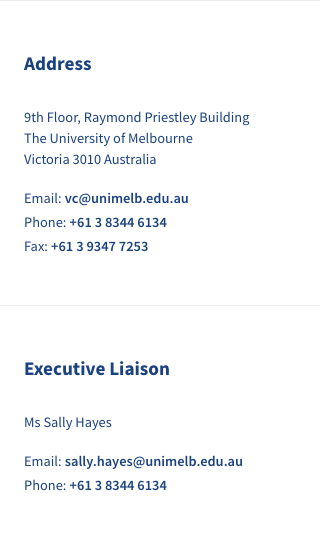 Address
9th Floor, Raymond Priestley Building
The University of Melbourne
Victoria 3010 Australia
Email: vc@unimelb.edu.au
Phone: +61 3 8344 6134
Fax: +61 3 9347 7253
Executive Liaison
Ms Sally Hayes
Email: sally.hayes@unimelb.edu.au
Phone: +61 3 8344 6134